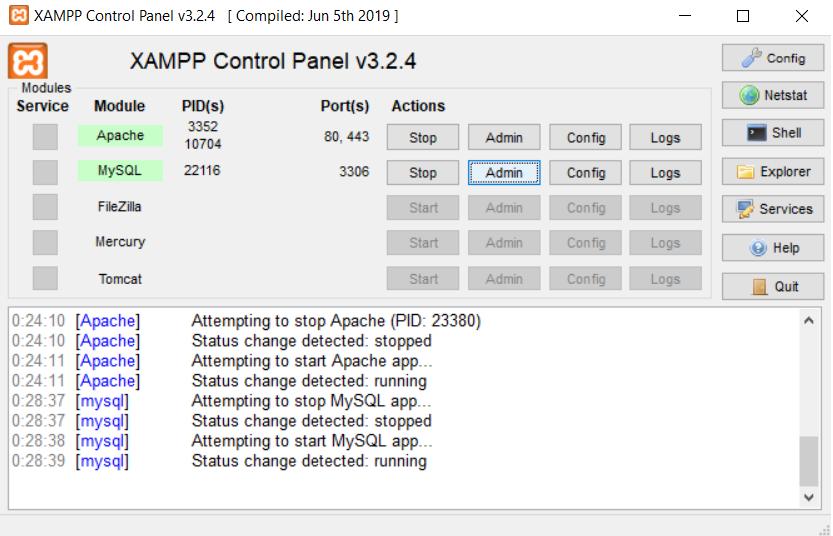 XAMPP Control Panel v3.2.4 [ Compiled: Jun 5th 2019 ]
XAMPP Control Panel v3.2.4
Config
Modules
Service Module PID(s) Port(s) Actions
Netstat
Apache 3352 10704 80, 443 Stop Admin Config Logs
Shell
MySQL 22116 3306 Stop Admin Config Logs
Explorer
FileZilla Start Admin Config Logs
Services
Mercury Start Admin Config Logs
Help
Tomcat Start Admin Config Logs
Quit
0:24:10 [Apache] Attempting to stop Apache (PID: 23380)
0:24:10 [Apache] Status change detected: stopped
0:24:11 [Apache] Attempting to start Apache app...
0:24:11 [Apache] Status change detected: running
0:28:37 [mysql] Attempting to stop MySQL app...
0:28:37 [mysql] Status change detected: stopped
0:28:38 [mysql] Attempting to start MySQL app...
0:28:39 [mysql] Status change detected: running